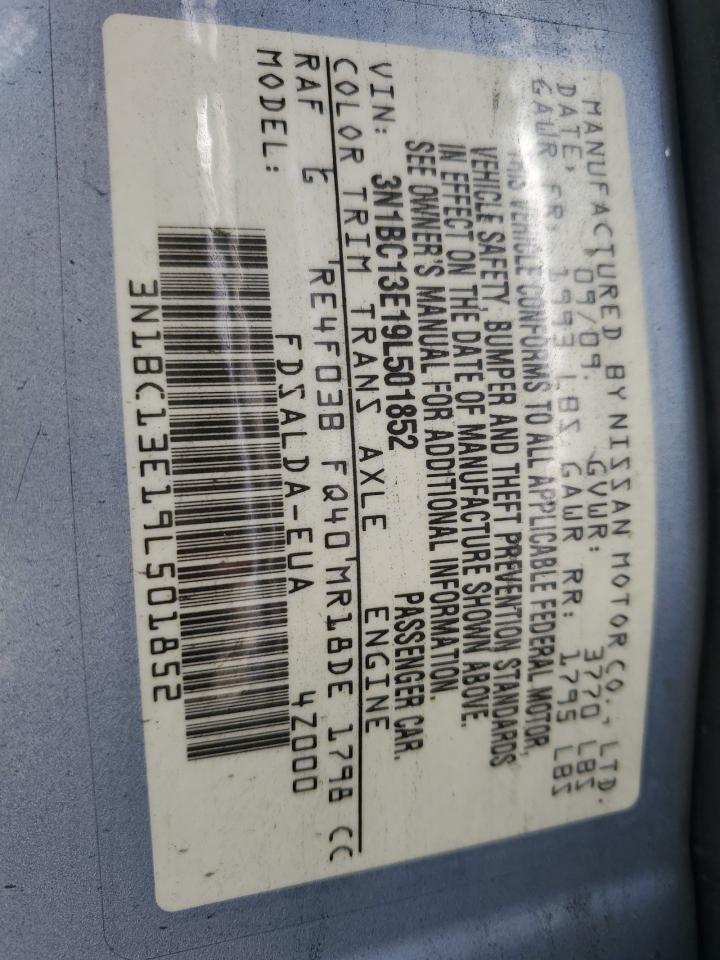 MANUFACTURED BY NISSAN MOTOR CO., LTD.
DATE: 09/09. GVWR: 3770 LBS
GAWR FR: 1993 LBS GAWR RR: 1795 LBS
THIS VEHICLE CONFORMS TO ALL APPLICABLE FEDERAL MOTOR
VEHICLE SAFETY, BUMPER AND THEFT PREVENTION STANDARDS
IN EFFECT ON THE DATE OF MANUFACTURE SHOWN ABOVE.
SEE OWNER'S MANUAL FOR ADDITIONAL INFORMATION.
VIN: 3N1BC13E19L501852 PASSENGER CAR.
COLOR TRIM TRANS AXLE ENGINE
RAF G RE4F03B FQ40 MR18DE 1798 CC
MODEL: FDSALDA-EUA 4Z000
3N1BC13E19L501852